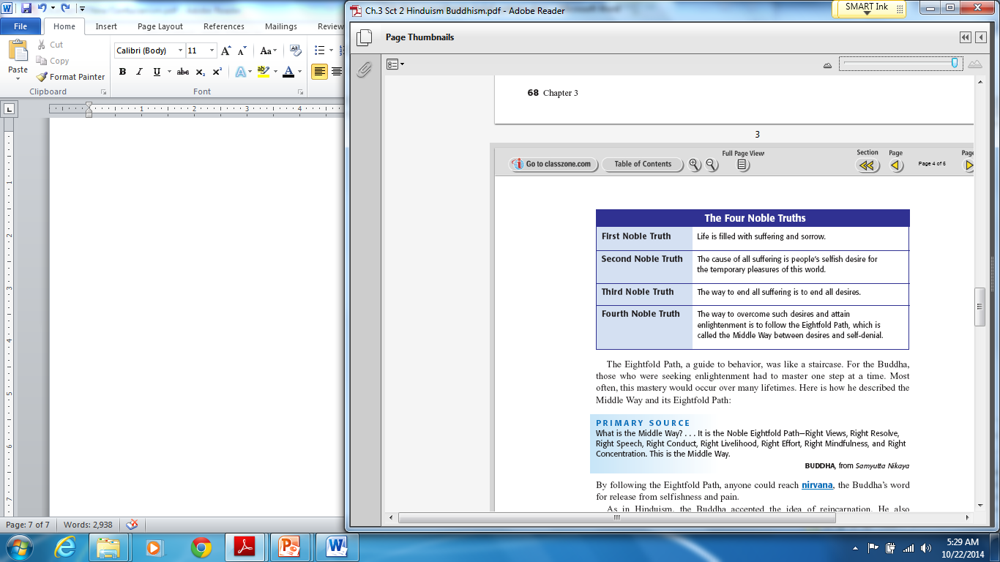 File
Home
Insert
Page Layout
References
Mailings
Review
Paste
Cut
Copy
Format Painter
Clipboard
Calibri (Body)
11
Font
Page: 7 of 7
Words: 2,938
Ch.3 Sct 2 Hinduism Buddhism.pdf - Adobe Reader
SMART Ink
Page Thumbnails
68 Chapter 3
3
Go to classzone.com
Table of Contents
Full Page View
Section
Page
Page 4 of 6
Page
The Four Noble Truths
First Noble Truth
Life is filled with suffering and sorrow.
Second Noble Truth
The cause of all suffering is people's selfish desire for
the temporary pleasures of this world.
Third Noble Truth
The way to end all suffering is to end all desires.
Fourth Noble Truth
The way to overcome such desires and attain
enlightenment is to follow the Eightfold Path, which is
called the Middle Way between desires and self-denial.
The Eightfold Path, a guide to behavior, was like a staircase. For the Buddha,
those who were seeking enlightenment had to master one step at a time. Most
often, this mastery would occur over many lifetimes. Here is how he described the
Middle Way and its Eightfold Path:
PRIMARY SOURCE
What is the Middle Way? . . . It is the Noble Eightfold Path—Right Views, Right Resolve,
Right Speech, Right Conduct, Right Livelihood, Right Effort, Right Mindfulness, and Right
Concentration. This is the Middle Way.
BUDDHA, from Samyutta Nikaya
By following the Eightfold Path, anyone could reach nirvana, the Buddha's word
for release from selfishness and pain.
As in Hinduism, the Buddha accepted the idea of reincarnation. He also
5:29 AM
10/22/2014